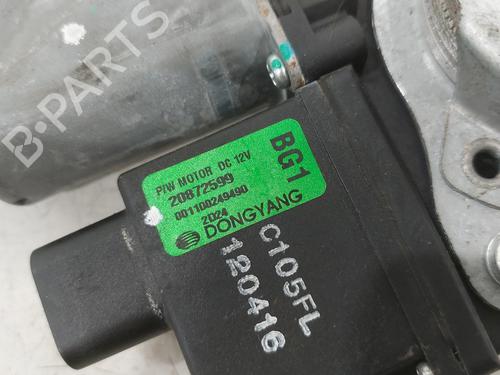 B-PARTS
P/W MOTOR DC 12V
20872599
001100249490
2D24
DONGYANG
BG1
C105FL
120416